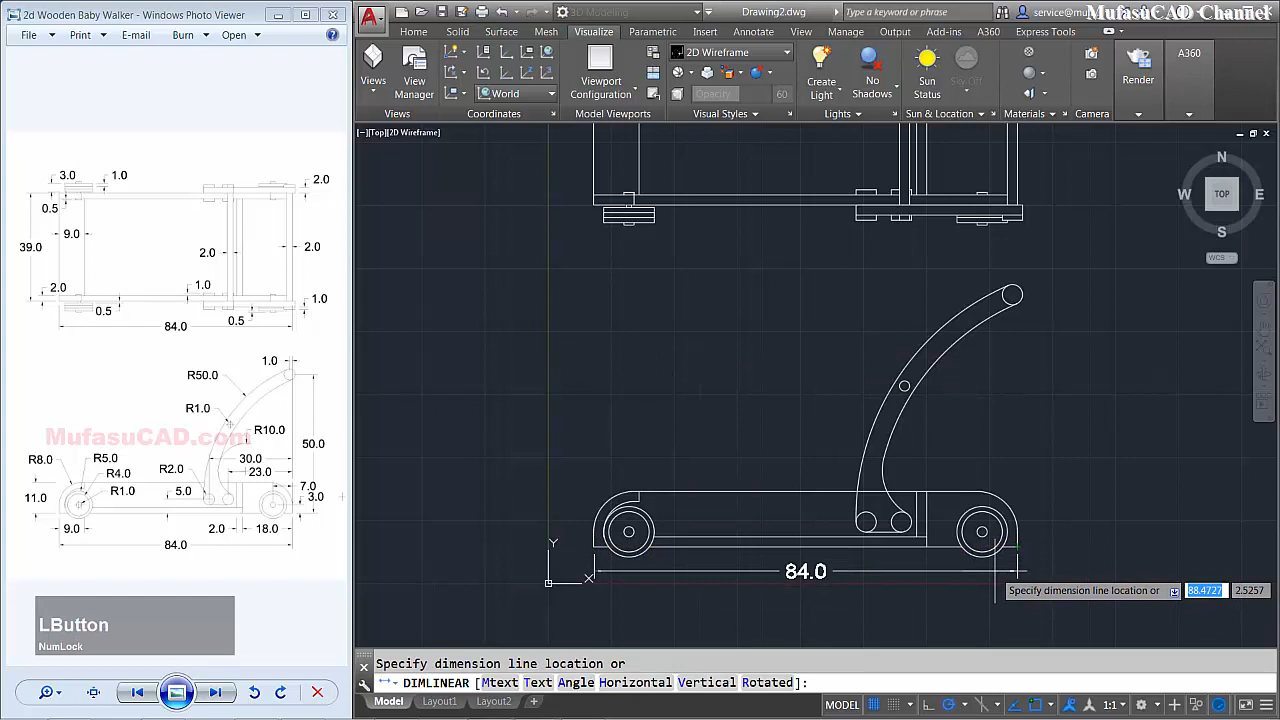 2d Wooden Baby Walker - Windows Photo Viewer
File Print E-mail Burn Open
3.0 1.0 2.0
0.5
9.0
39.0 2.0 2.0
2.0 1.0 1.0
0.5 0.5
84.0
1.0
R50.0
R1.0
MufasuCAD.com
R10.0
50.0
30.0
R8.0 R5.0 R2.0 23.0
R4.0 7.0
11.0 R1.0 5.0 3.0
9.0 2.0 18.0
84.0
LButton
NumLock
Drawing2.dwg
Type a keyword or phrase
MufasuCAD Channel
3D Modeling
Home Solid Surface Mesh Visualize Parametric Insert Annotate View Manage Output Add-ins A360 Express Tools
Views
View Manager
World
Viewport Configuration
2D Wireframe
Opacity 60
Create Light
No Shadows
Sun Status
Sky Off
Render
A360
Views Coordinates Model Viewports Visual Styles Lights Sun & Location Materials Camera
[−][Top][2D Wireframe]
N
W TOP E
S
WCS
Y
X
84.0
Specify dimension line location or 88.4727 2.5257
Specify dimension line location or
DIMLINEAR [Mtext Text Angle Horizontal Vertical Rotated]:
Model Layout1 Layout2 +
MODEL 1:1